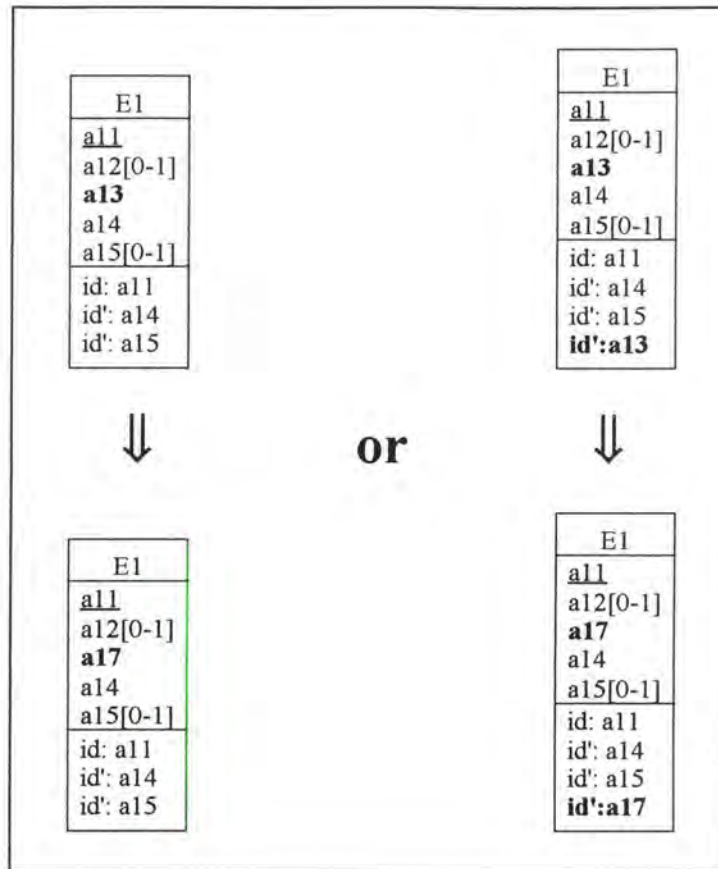 E1
a11
a12[0-1]
a13
a14
a15[0-1]
id: a11
id': a14
id': a15
E1
a11
a12[0-1]
a13
a14
a15[0-1]
id: a11
id': a14
id': a15
id':a13
or
E1
a11
a12[0-1]
a17
a14
a15[0-1]
id: a11
id': a14
id': a15
E1
a11
a12[0-1]
a17
a14
a15[0-1]
id: a11
id': a14
id': a15
id':a17